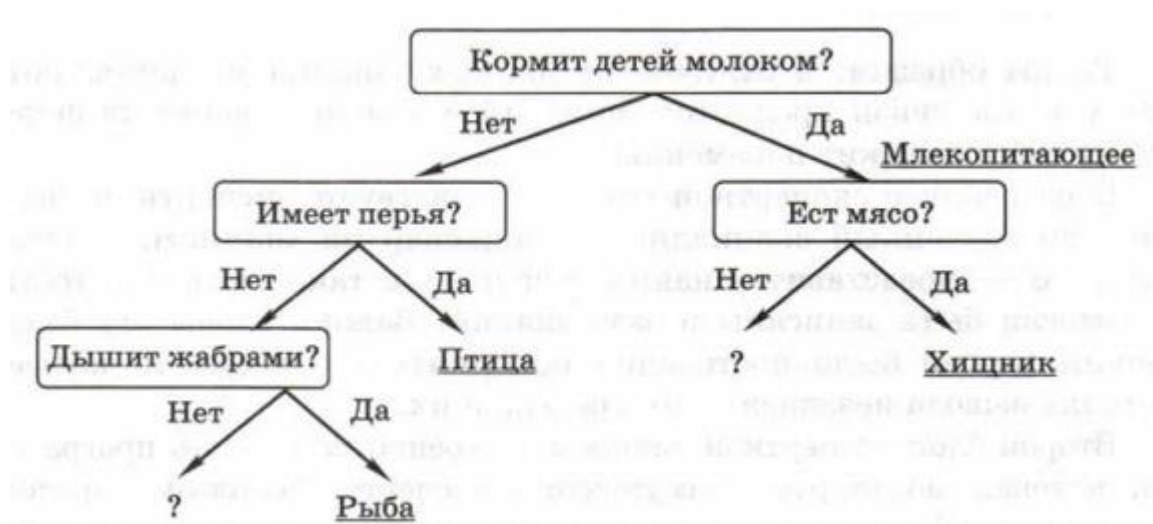 Кормит детей молоком?
Нет
Да
Млекопитающее
Имеет перья?
Ест мясо?
Нет
Да
Нет
Да
Дышит жабрами?
Птица
?
Хищник
Нет
Да
?
Рыба